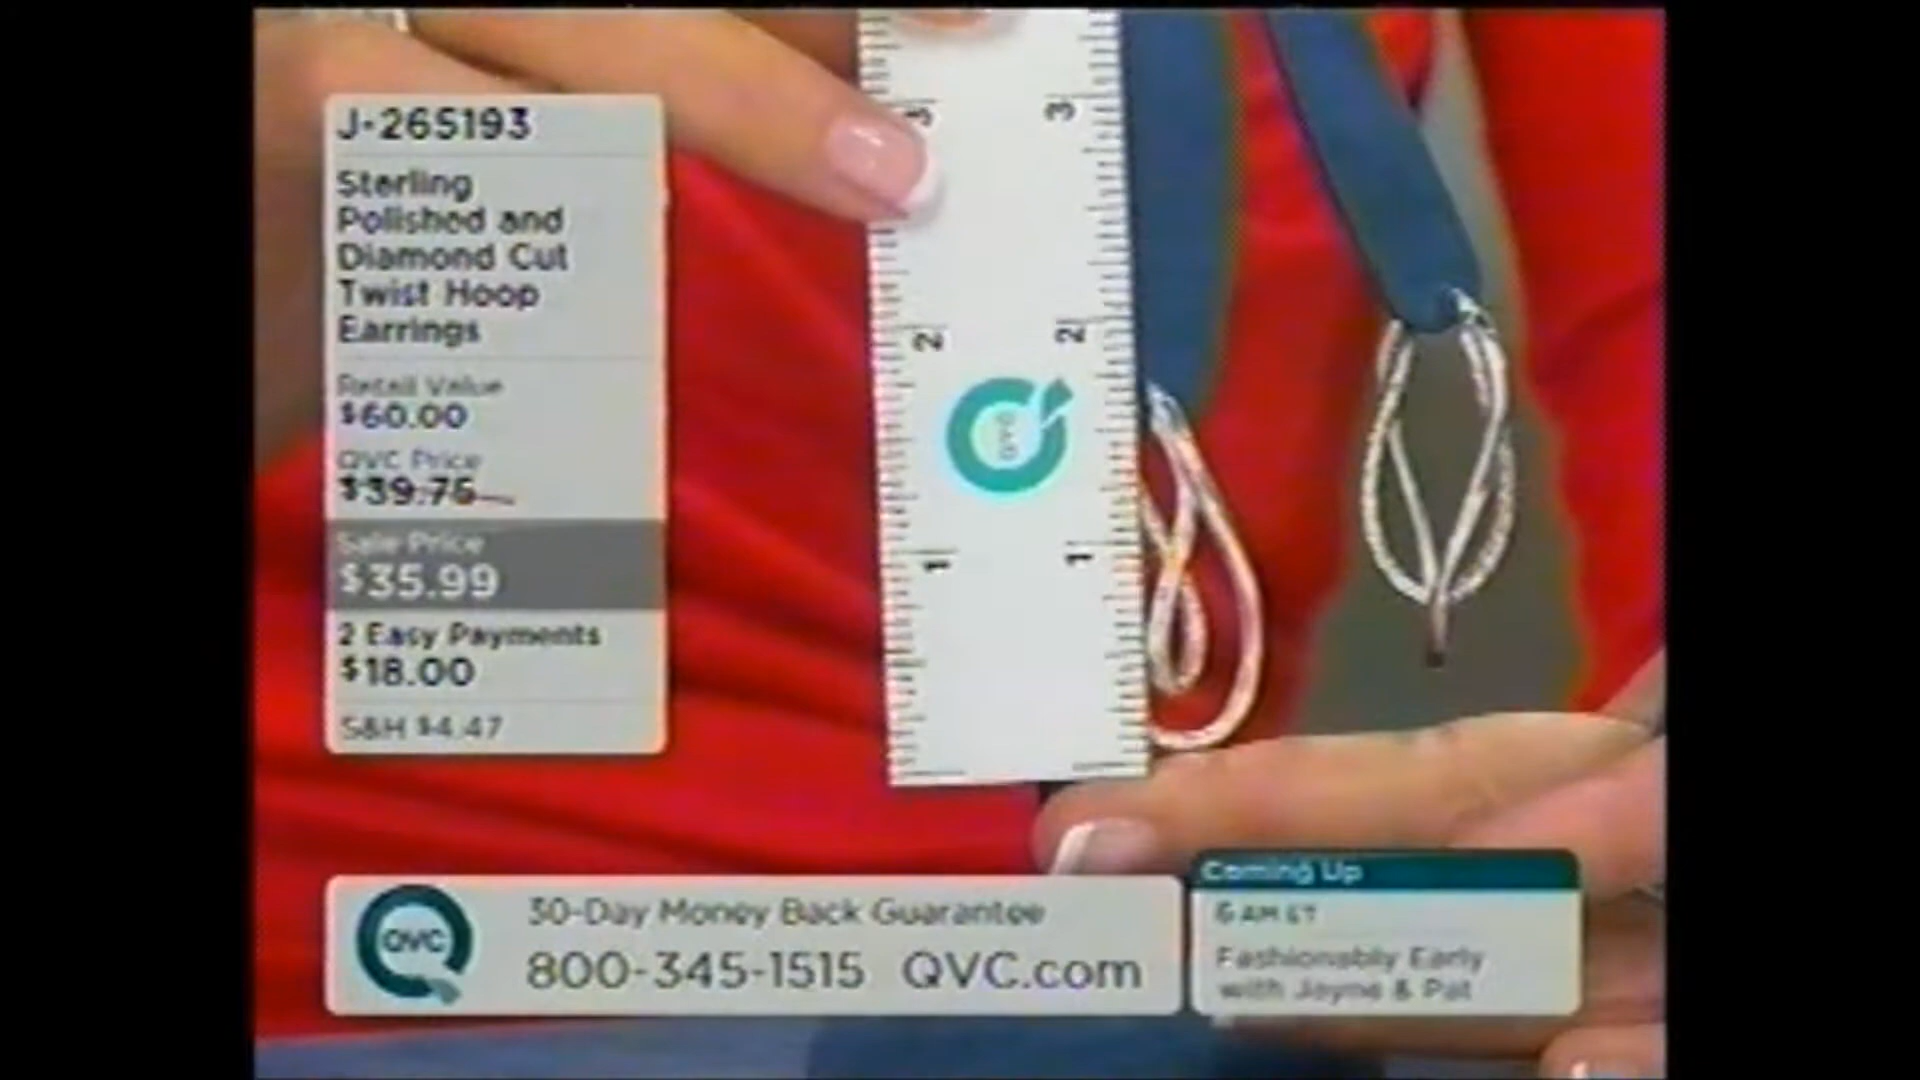 J-265193
Sterling
Polished and
Diamond Cut
Twist Hoop
Earrings
Retail Value
$60.00
QVC Price
$39.75
Sale Price
$35.99
2 Easy Payments
$18.00
S&H $4.47
3 3
2 2
QVC
1 1
QVC
30-Day Money Back Guarantee
800-345-1515 QVC.com
Coming Up
6 AM ET
Fashionably Early
with Jayne & Pat